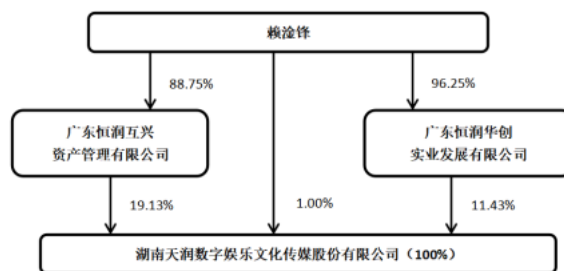 赖淦锋
88.75%
96.25%
广东恒润互兴
资产管理有限公司
广东恒润华创
实业发展有限公司
19.13%
1.00%
11.43%
湖南天润数字娱乐文化传媒股份有限公司（100%）